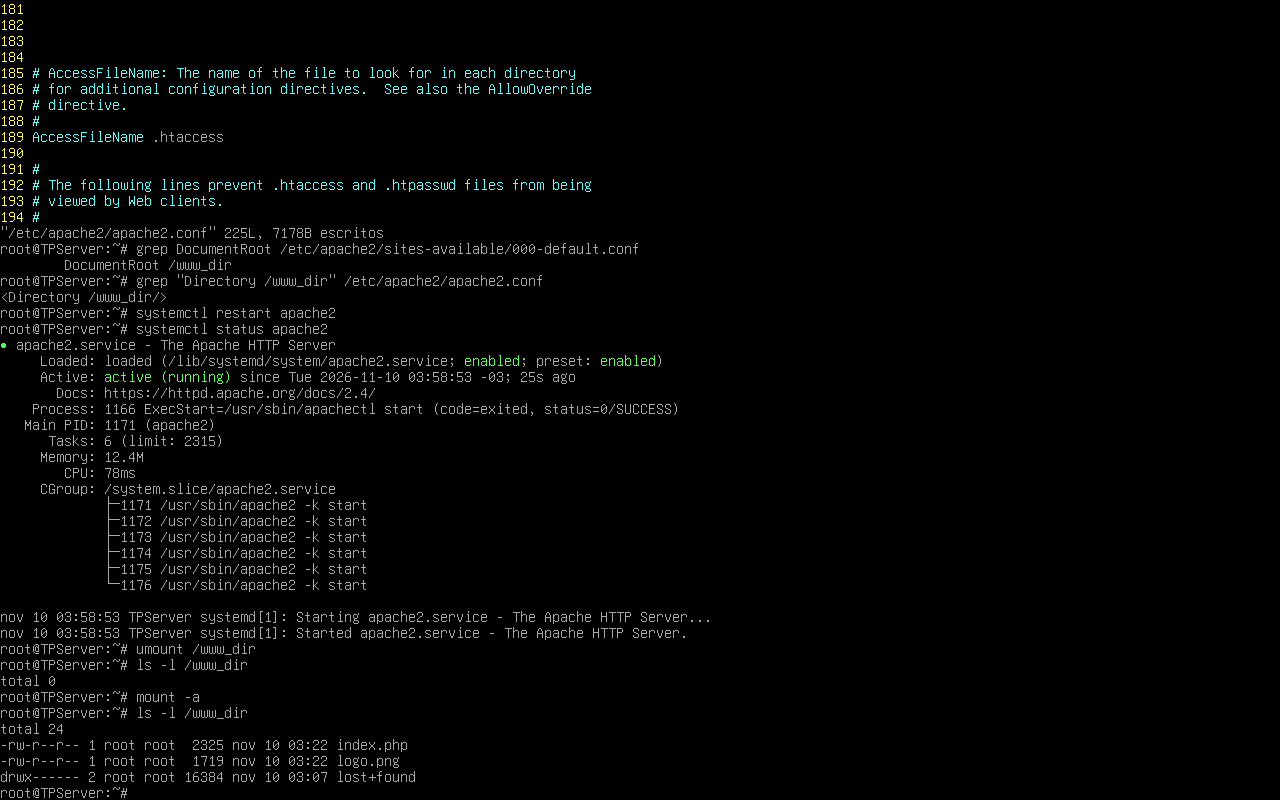 181
182
183
184
185 # AccessFileName: The name of the file to look for in each directory
186 # for additional configuration directives.  See also the AllowOverride
187 # directive.
188 #
189 AccessFileName .htaccess
190
191 #
192 # The following lines prevent .htaccess and .htpasswd files from being
193 # viewed by Web clients.
194 #
"/etc/apache2/apache2.conf" 225L, 7178B escritos
root@TPServer:~# grep DocumentRoot /etc/apache2/sites-available/000-default.conf
        DocumentRoot /www_dir
root@TPServer:~# grep "Directory /www_dir" /etc/apache2/apache2.conf
<Directory /www_dir/>
root@TPServer:~# systemctl restart apache2
root@TPServer:~# systemctl status apache2
● apache2.service - The Apache HTTP Server
     Loaded: loaded (/lib/systemd/system/apache2.service; enabled; preset: enabled)
     Active: active (running) since Tue 2026-11-10 03:58:53 -03; 25s ago
       Docs: https://httpd.apache.org/docs/2.4/
    Process: 1166 ExecStart=/usr/sbin/apachectl start (code=exited, status=0/SUCCESS)
   Main PID: 1171 (apache2)
      Tasks: 6 (limit: 2315)
     Memory: 12.4M
        CPU: 78ms
     CGroup: /system.slice/apache2.service
             ├─1171 /usr/sbin/apache2 -k start
             ├─1172 /usr/sbin/apache2 -k start
             ├─1173 /usr/sbin/apache2 -k start
             ├─1174 /usr/sbin/apache2 -k start
             ├─1175 /usr/sbin/apache2 -k start
             └─1176 /usr/sbin/apache2 -k start

nov 10 03:58:53 TPServer systemd[1]: Starting apache2.service - The Apache HTTP Server...
nov 10 03:58:53 TPServer systemd[1]: Started apache2.service - The Apache HTTP Server.
root@TPServer:~# umount /www_dir
root@TPServer:~# ls -l /www_dir
total 0
root@TPServer:~# mount -a
root@TPServer:~# ls -l /www_dir
total 24
-rw-r--r-- 1 root root  2325 nov 10 03:22 index.php
-rw-r--r-- 1 root root  1719 nov 10 03:22 logo.png
drwx------ 2 root root 16384 nov 10 03:07 lost+found
root@TPServer:~#